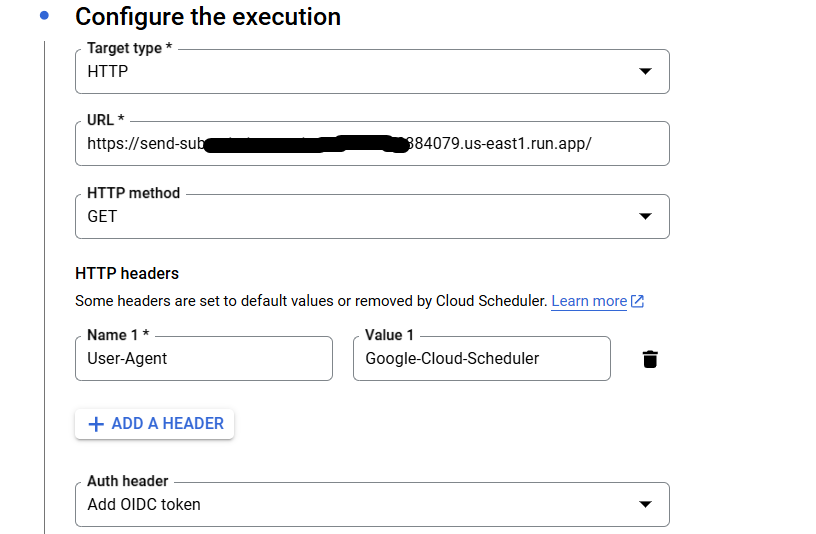 Configure the execution
Target type *
HTTP
URL *
https://send-sub 384079.us-east1.run.app/
HTTP method
GET
HTTP headers
Some headers are set to default values or removed by Cloud Scheduler. Learn more
Name 1 *
User-Agent
Value 1
Google-Cloud-Scheduler
ADD A HEADER
Auth header
Add OIDC token